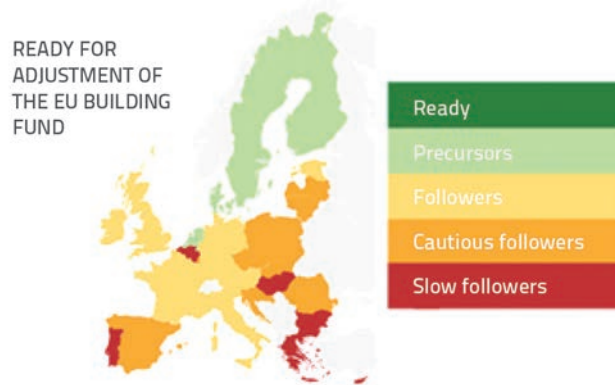 READY FOR
ADJUSTMENT OF
THE EU BUILDING
FUND
Ready
Precursors
Followers
Cautious followers
Slow followers